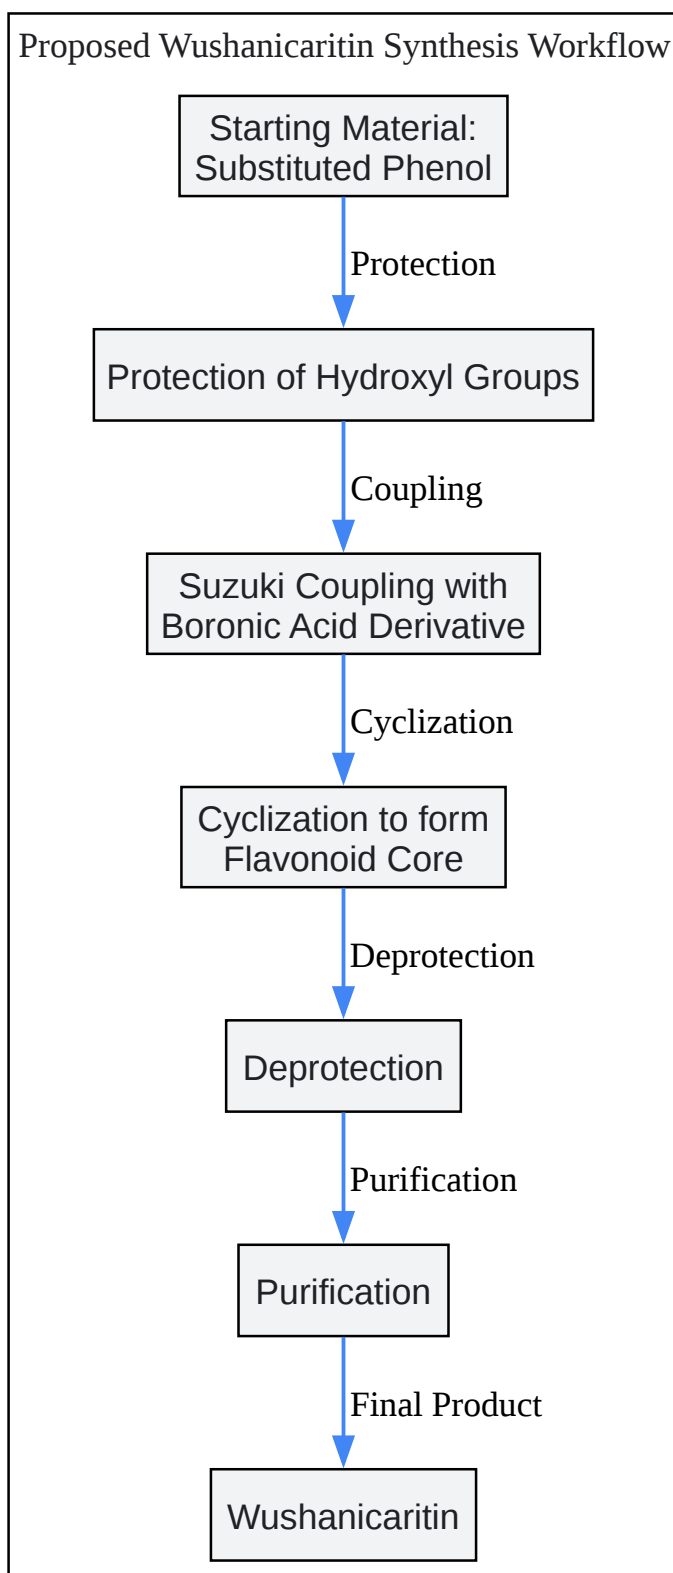 Proposed Wushanicaritin Synthesis Workflow
Starting Material:
Substituted Phenol
Protection
Protection of Hydroxyl Groups
Coupling
Suzuki Coupling with
Boronic Acid Derivative
Cyclization
Cyclization to form
Flavonoid Core
Deprotection
Deprotection
Purification
Purification
Final Product
Wushanicaritin